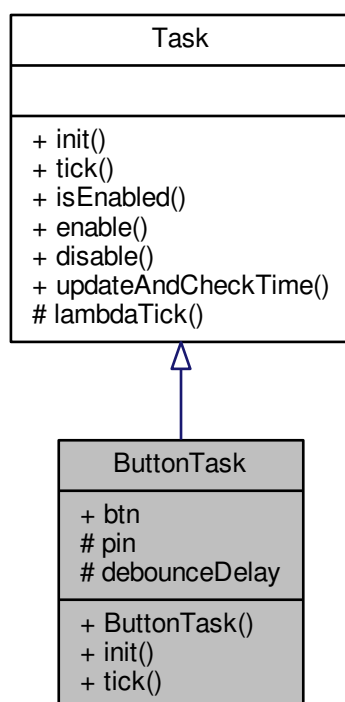 Task
+ init()
+ tick()
+ isEnabled()
+ enable()
+ disable()
+ updateAndCheckTime()
# lambdaTick()
ButtonTask
+ btn
# pin
# debounceDelay
+ ButtonTask()
+ init()
+ tick()